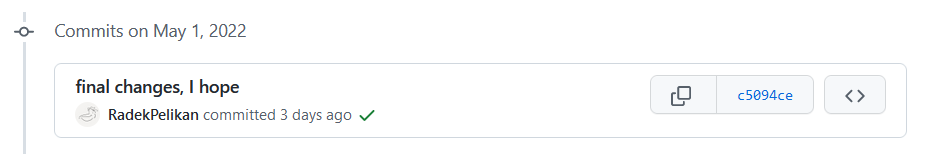 Commits on May 1, 2022
final changes, I hope
RadekPelikan committed 3 days ago
c5094ce